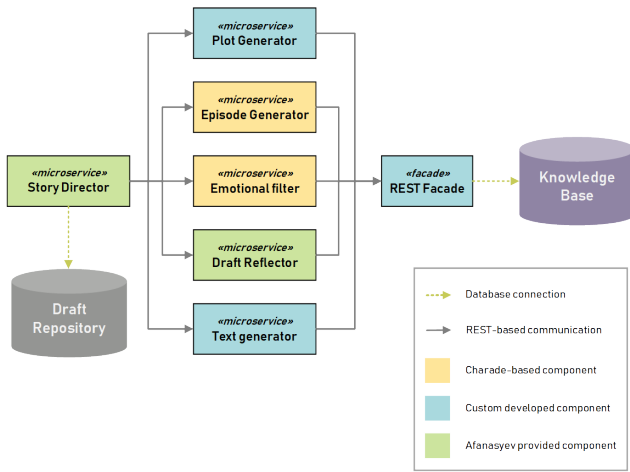 «microservice»
Plot Generator
«microservice»
Episode Generator
«microservice»
Story Director
«microservice»
Emotional filter
«facade»
REST Facade
Knowledge
Base
«microservice»
Draft Reflector
Draft
Repository
«microservice»
Text generator
Database connection
REST-based communication
Charade-based component
Custom developed component
Afanasyev provided component